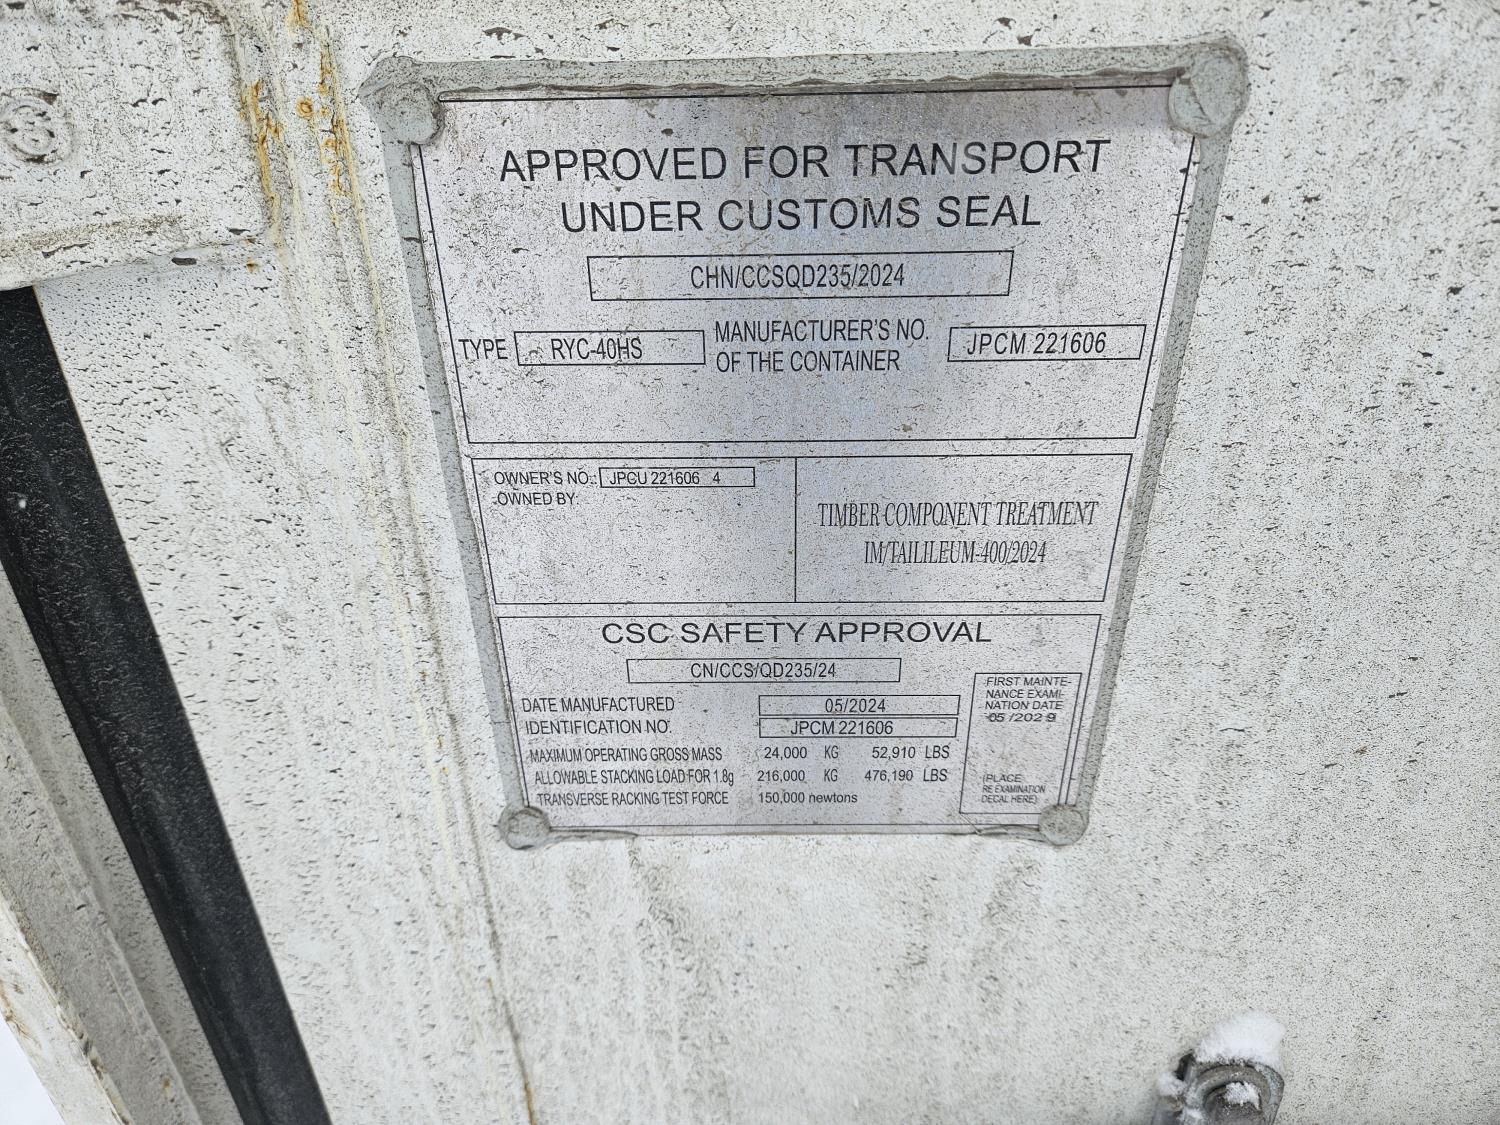 APPROVED FOR TRANSPORT
UNDER CUSTOMS SEAL
CHN/CCSQD235/2024
TYPE RYC-40HS MANUFACTURER'S NO. OF THE CONTAINER JPCM 221606
OWNER'S NO.: JPCU 221606 4
OWNED BY:
TIMBER COMPONENT TREATMENT
IM/TAILILEUM-400/2024
CSC SAFETY APPROVAL
CN/CCS/QD235/24
DATE MANUFACTURED 05/2024
IDENTIFICATION NO. JPCM 221606
MAXIMUM OPERATING GROSS MASS 24,000 KG 52,910 LBS
ALLOWABLE STACKING LOAD FOR 1.8g 216,000 KG 476,190 LBS
TRANSVERSE RACKING TEST FORCE 150,000 newtons
FIRST MAINTE-
NANCE EXAMI-
NATION DATE
05 /202 9
(PLACE
RE EXAMINATION
DECAL HERE)